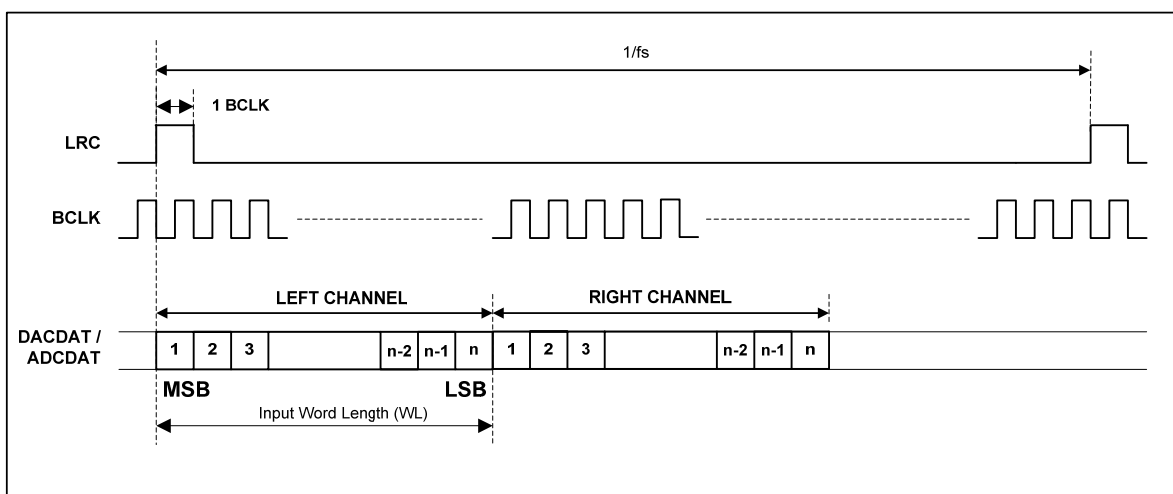 1/fs
1 BCLK
LRC
BCLK
LEFT CHANNEL RIGHT CHANNEL
DACDAT /
ADCDAT
1 2 3 n-2 n-1 n 1 2 3 n-2 n-1 n
MSB LSB
Input Word Length (WL)